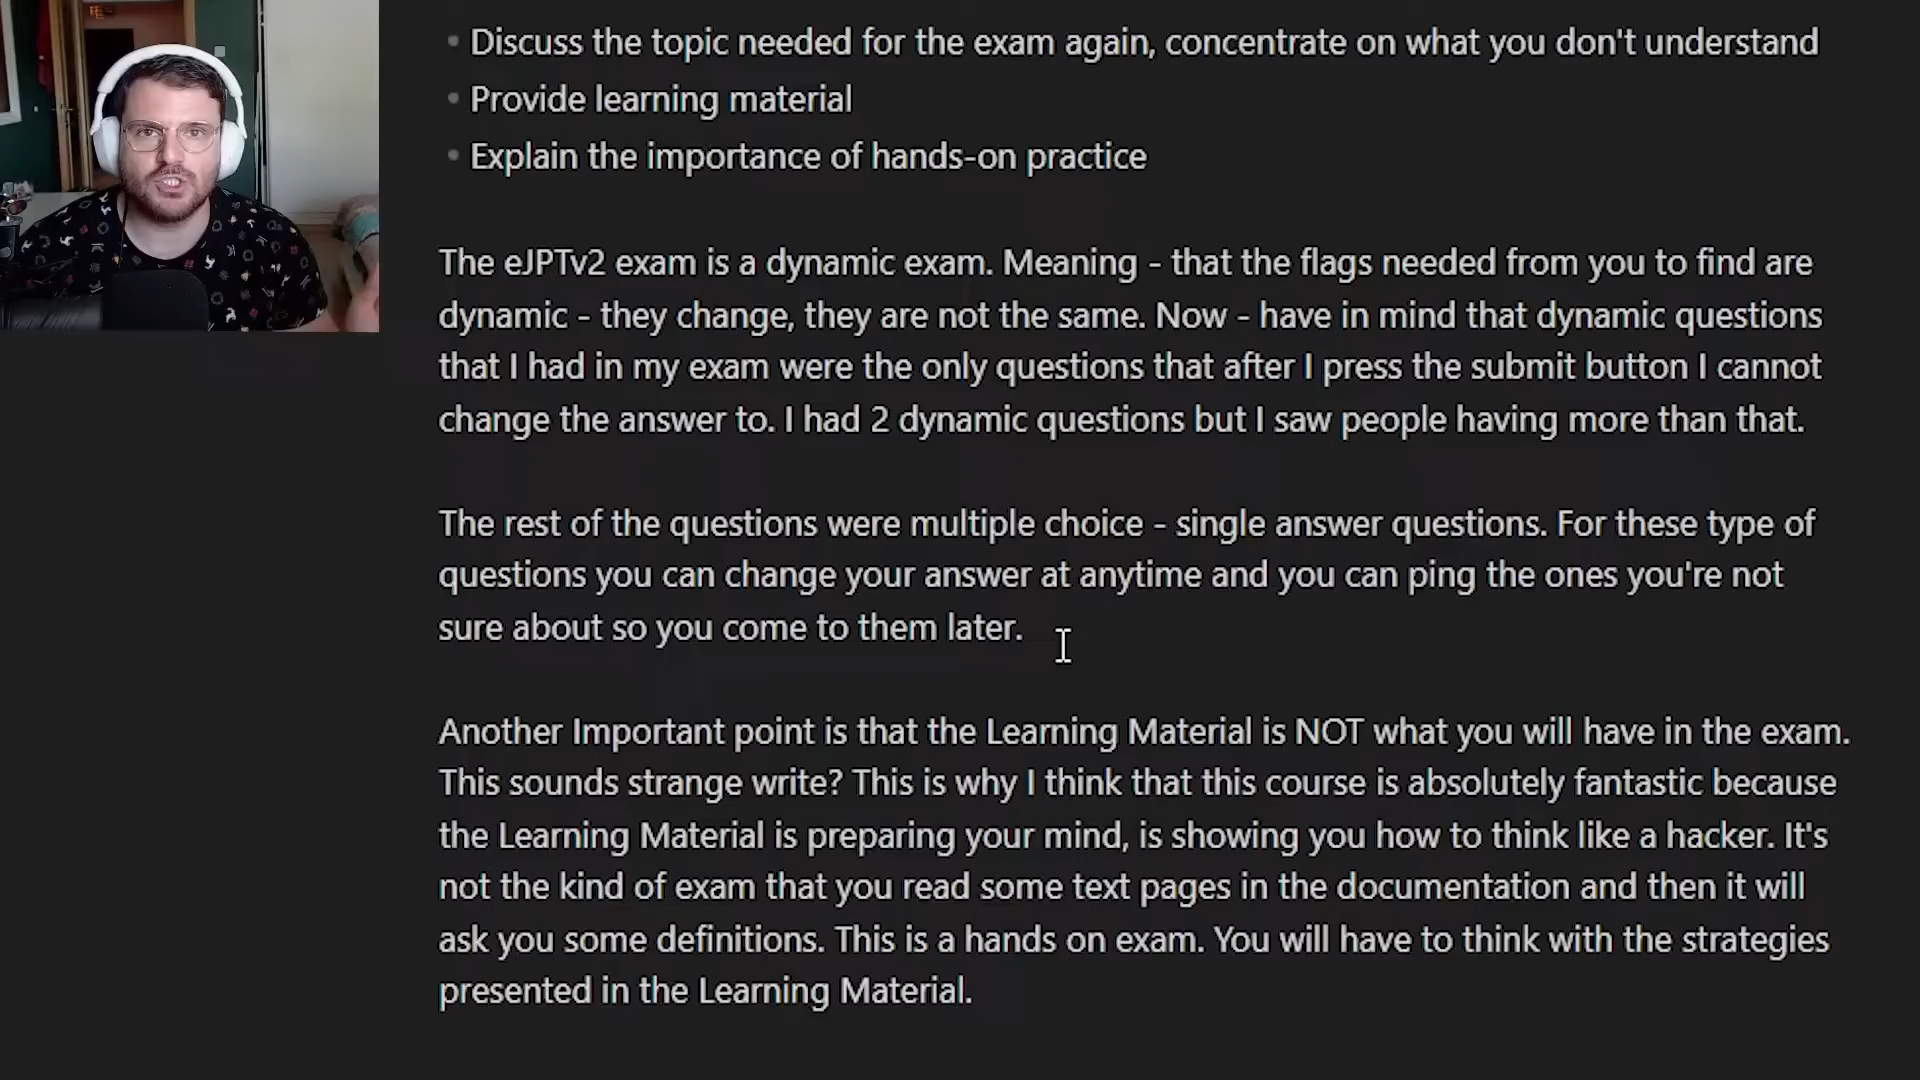 Discuss the topic needed for the exam again, concentrate on what you don't understand
Provide learning material
Explain the importance of hands-on practice
The eJPTv2 exam is a dynamic exam. Meaning - that the flags needed from you to find are
dynamic - they change, they are not the same. Now - have in mind that dynamic questions
that I had in my exam were the only questions that after I press the submit button I cannot
change the answer to. I had 2 dynamic questions but I saw people having more than that.
The rest of the questions were multiple choice - single answer questions. For these type of
questions you can change your answer at anytime and you can ping the ones you're not
sure about so you come to them later.
Another Important point is that the Learning Material is NOT what you will have in the exam.
This sounds strange write? This is why I think that this course is absolutely fantastic because
the Learning Material is preparing your mind, is showing you how to think like a hacker. It's
not the kind of exam that you read some text pages in the documentation and then it will
ask you some definitions. This is a hands on exam. You will have to think with the strategies
presented in the Learning Material.